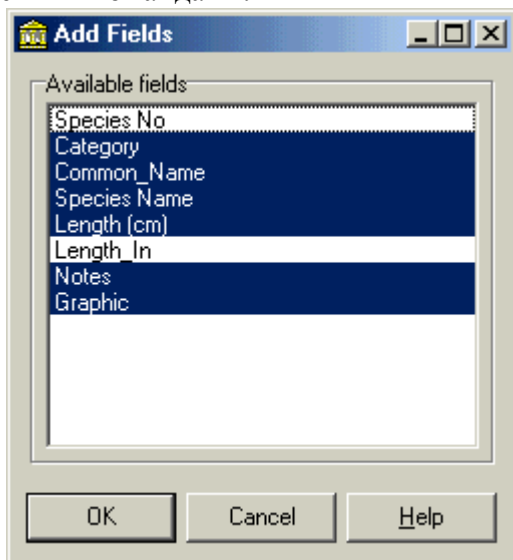 Add Fields
Available fields
Species No
Category
Common_Name
Species Name
Length (cm)
Length_In
Notes
Graphic
OK
Cancel
Help